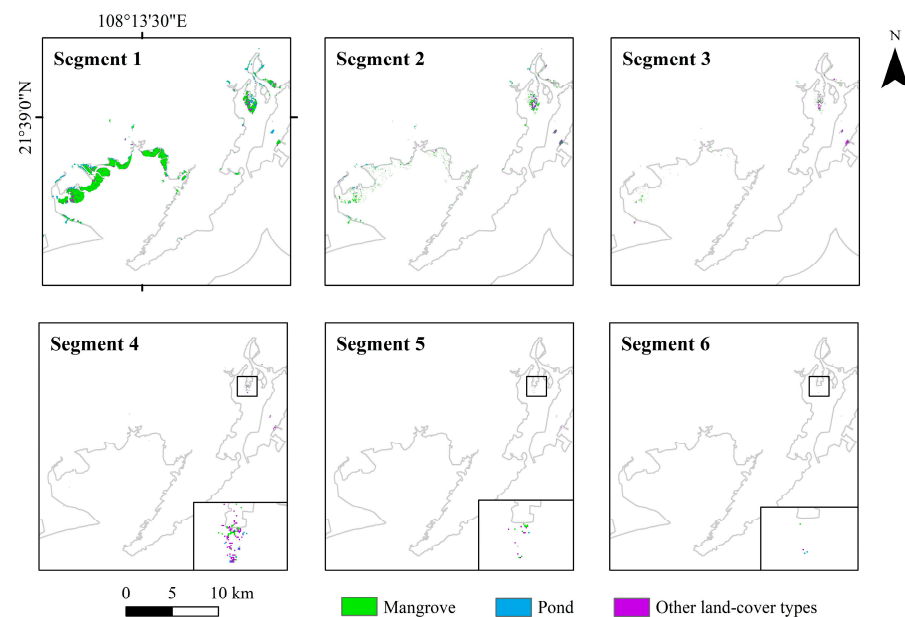 108°13'30"E
N
Segment 1
Segment 2
Segment 3
21°39'0"N
Segment 4
Segment 5
Segment 6
0 5 10 km
Mangrove
Pond
Other land-cover types